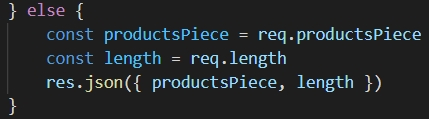 } else {
    const productsPiece = req.productsPiece
    const length = req.length
    res.json({ productsPiece, length })
}